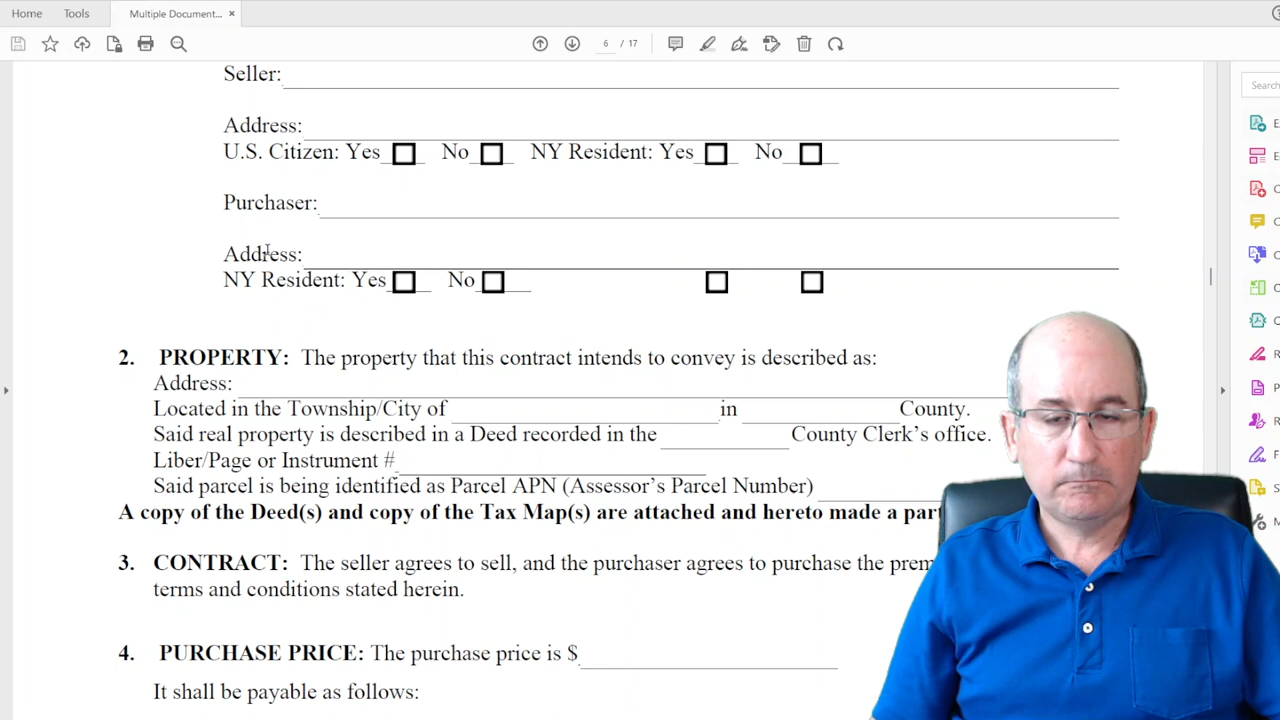 Home Tools Multiple Document... ×
6 / 17
Search
Seller:
Address:
U.S. Citizen: Yes No NY Resident: Yes No
Purchaser:
Address:
NY Resident: Yes No
2. PROPERTY: The property that this contract intends to convey is described as:
Address:
Located in the Township/City of in County.
Said real property is described in a Deed recorded in the County Clerk's office.
Liber/Page or Instrument #
Said parcel is being identified as Parcel APN (Assessor's Parcel Number)
A copy of the Deed(s) and copy of the Tax Map(s) are attached and hereto made a
3. CONTRACT: The seller agrees to sell, and the purchaser agrees to purchase the
terms and conditions stated herein.
4. PURCHASE PRICE: The purchase price is $
It shall be payable as follows: